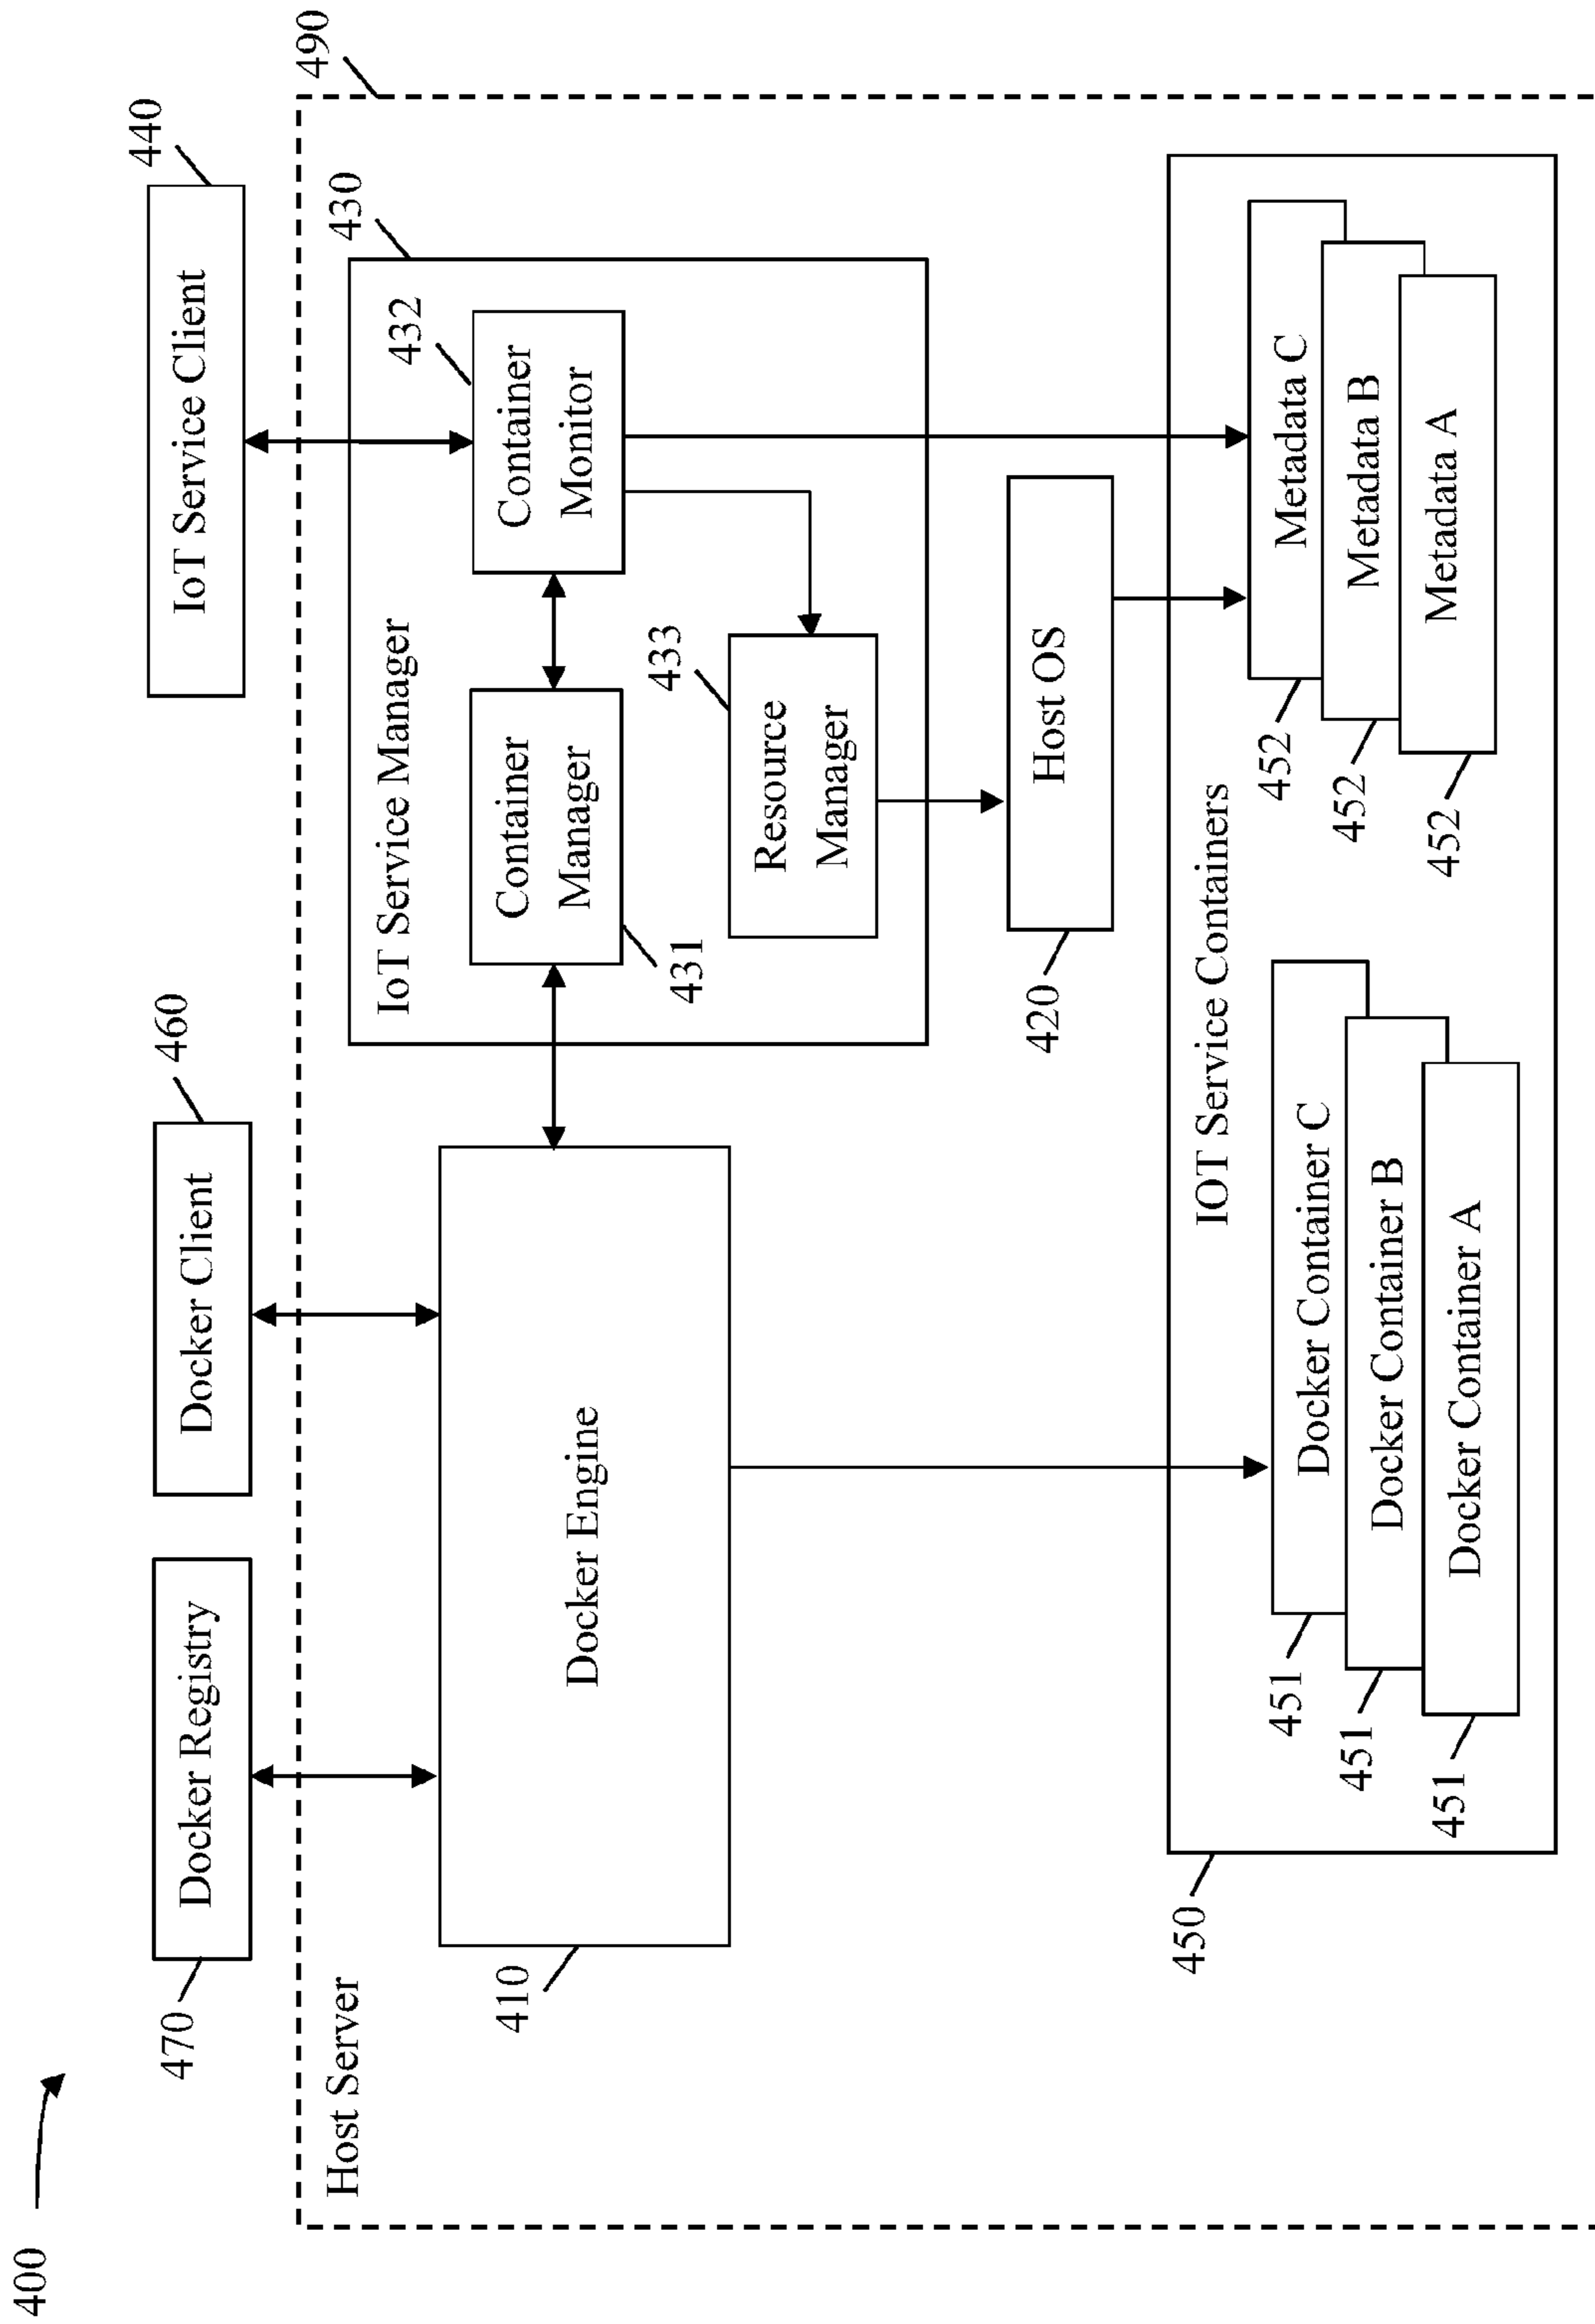 400
470
Docker Registry
Docker Client
460
IoT Service Client
440
490
Host Server
410
Docker Engine
IoT Service Manager
430
Container
Manager
431
Container
Monitor
432
Resource
Manager
433
Host OS
420
450
IOT Service Containers
Docker Container C
Docker Container B
Docker Container A
451
451
451
Metadata C
Metadata B
Metadata A
452
452
452